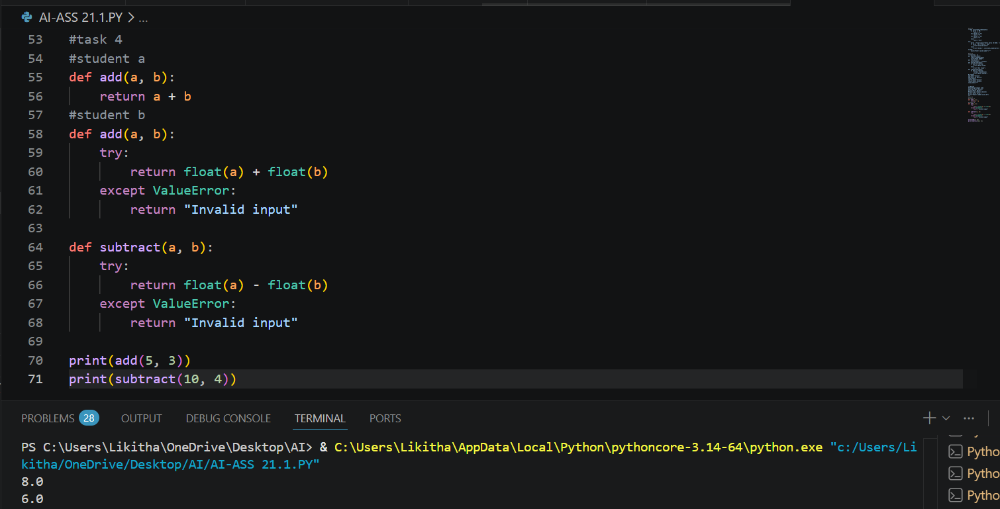 AI-ASS 21.1.PY > ...
53 #task 4
54 #student a
55 def add(a, b):
56     return a + b
57 #student b
58 def add(a, b):
59     try:
60         return float(a) + float(b)
61     except ValueError:
62         return "Invalid input"
63
64 def subtract(a, b):
65     try:
66         return float(a) - float(b)
67     except ValueError:
68         return "Invalid input"
69
70 print(add(5, 3))
71 print(subtract(10, 4))
PROBLEMS 28 OUTPUT DEBUG CONSOLE TERMINAL PORTS
PS C:\Users\Likitha\OneDrive\Desktop\AI> & C:\Users\Likitha\AppData\Local\Python\pythoncore-3.14-64\python.exe "c:/Users/Li
kitha/OneDrive/Desktop/AI/AI-ASS 21.1.PY"
8.0
6.0
Pytho
Pytho
Pytho